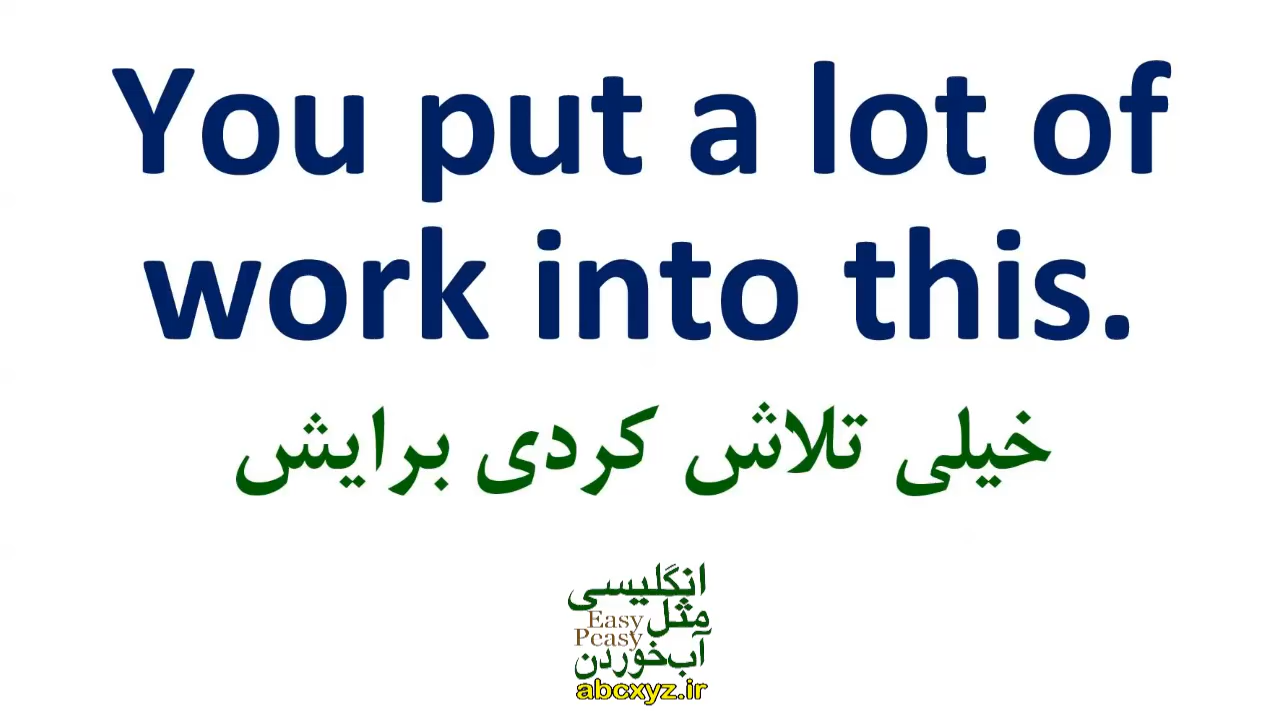 You put a lot of
work into this.
خیلی تلاش کردی برایش
انگلیسی
مثل Easy
Peasy
آب‌خوردن
abcxyz.ir